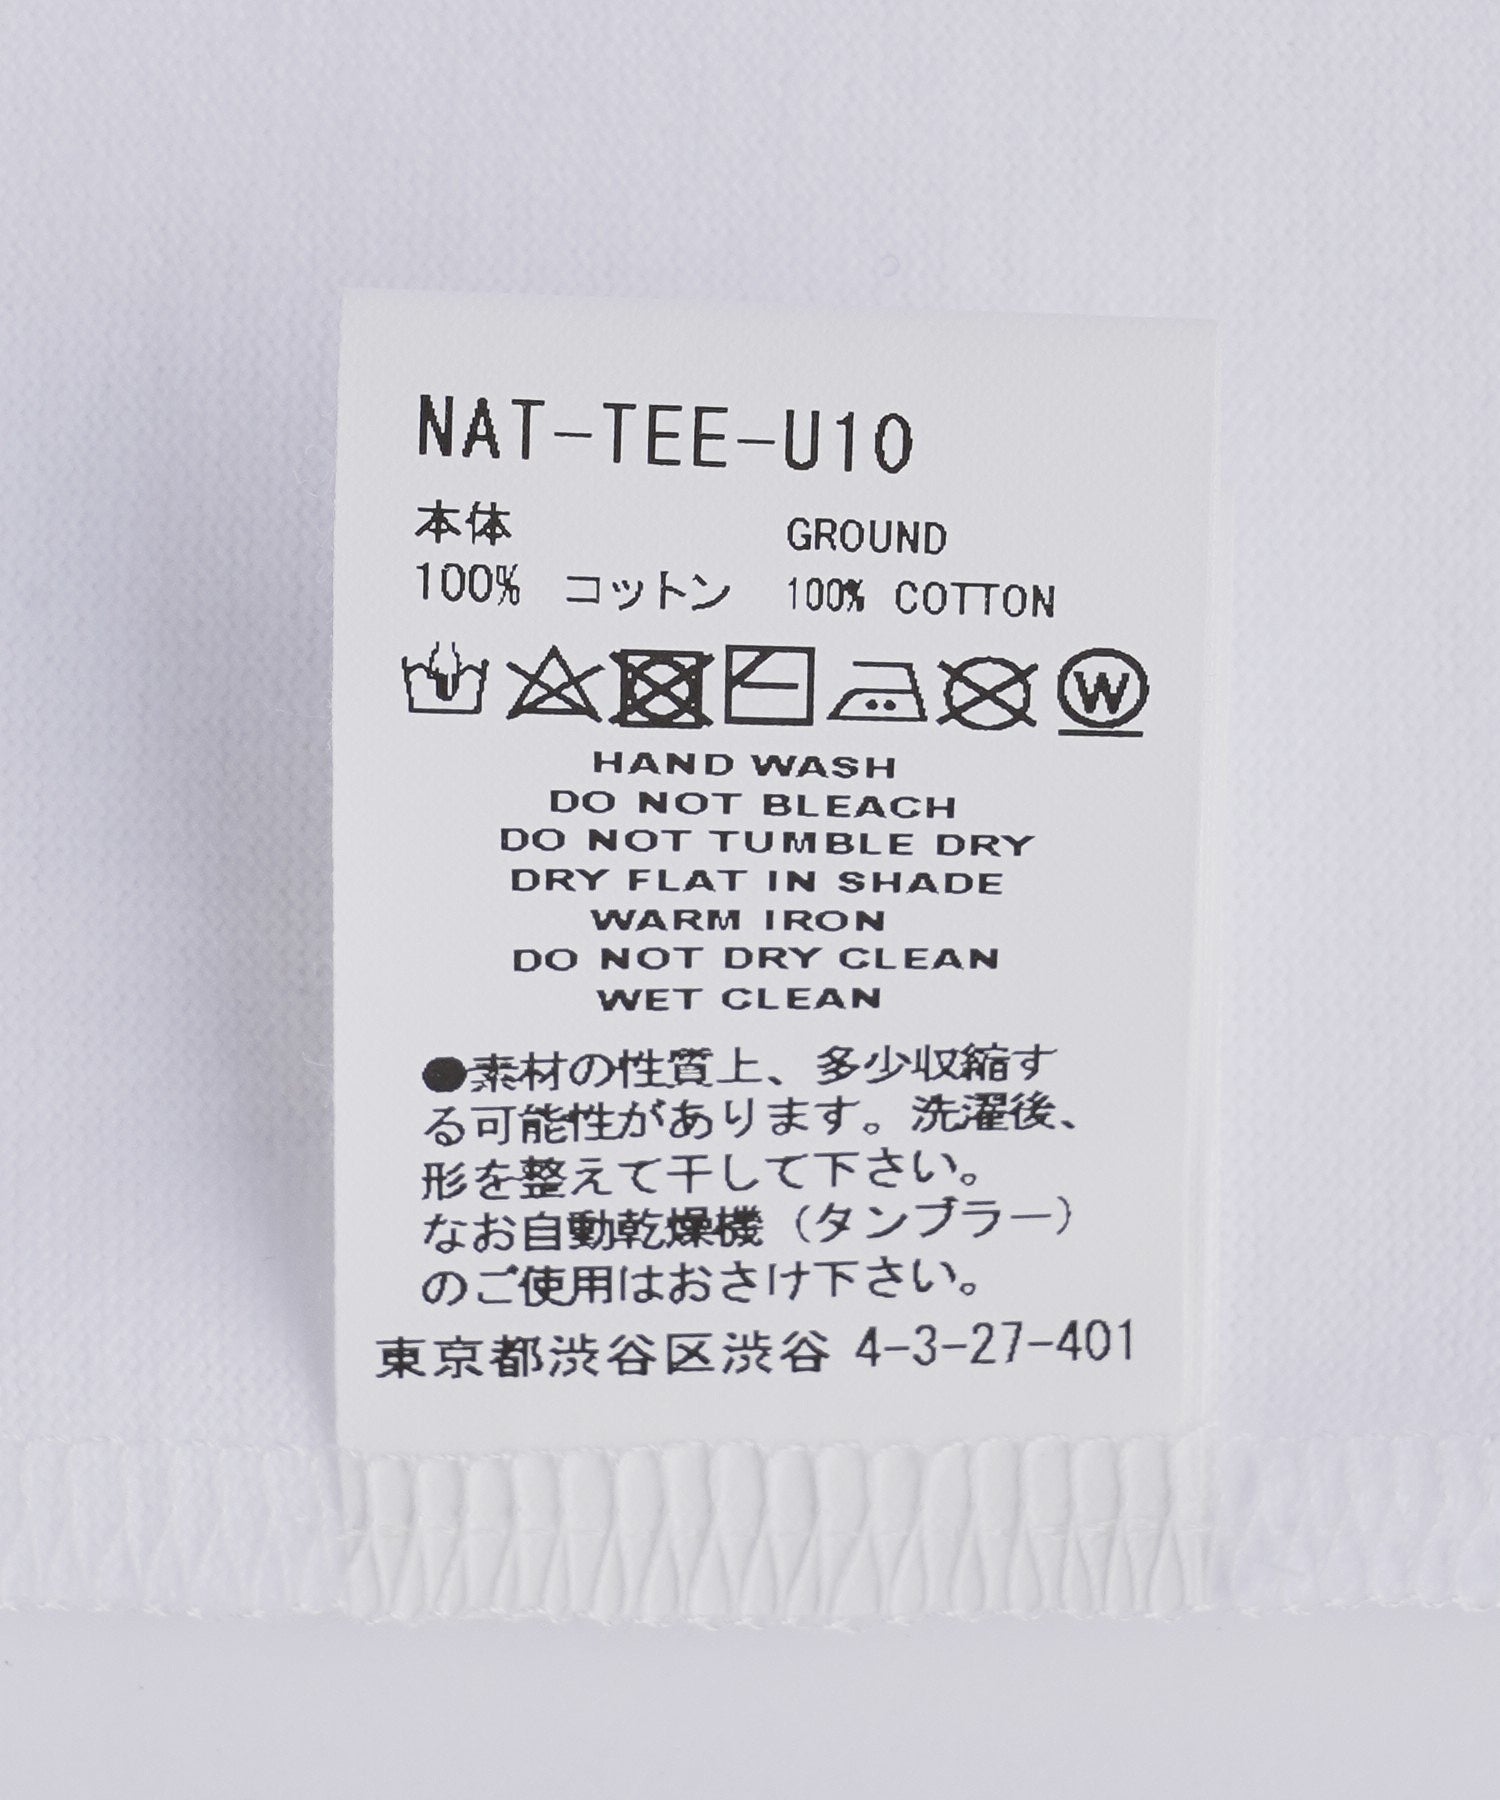 NAT-TEE-U10
本体 GROUND
100% コットン 100% COTTON
W
HAND WASH
DO NOT BLEACH
DO NOT TUMBLE DRY
DRY FLAT IN SHADE
WARM IRON
DO NOT DRY CLEAN
WET CLEAN
●素材の性質上、多少収縮す
る可能性があります。洗濯後、
形を整えて干して下さい。
なお自動乾燥機（タンブラー）
のご使用はおさけ下さい。
東京都渋谷区渋谷 4-3-27-401